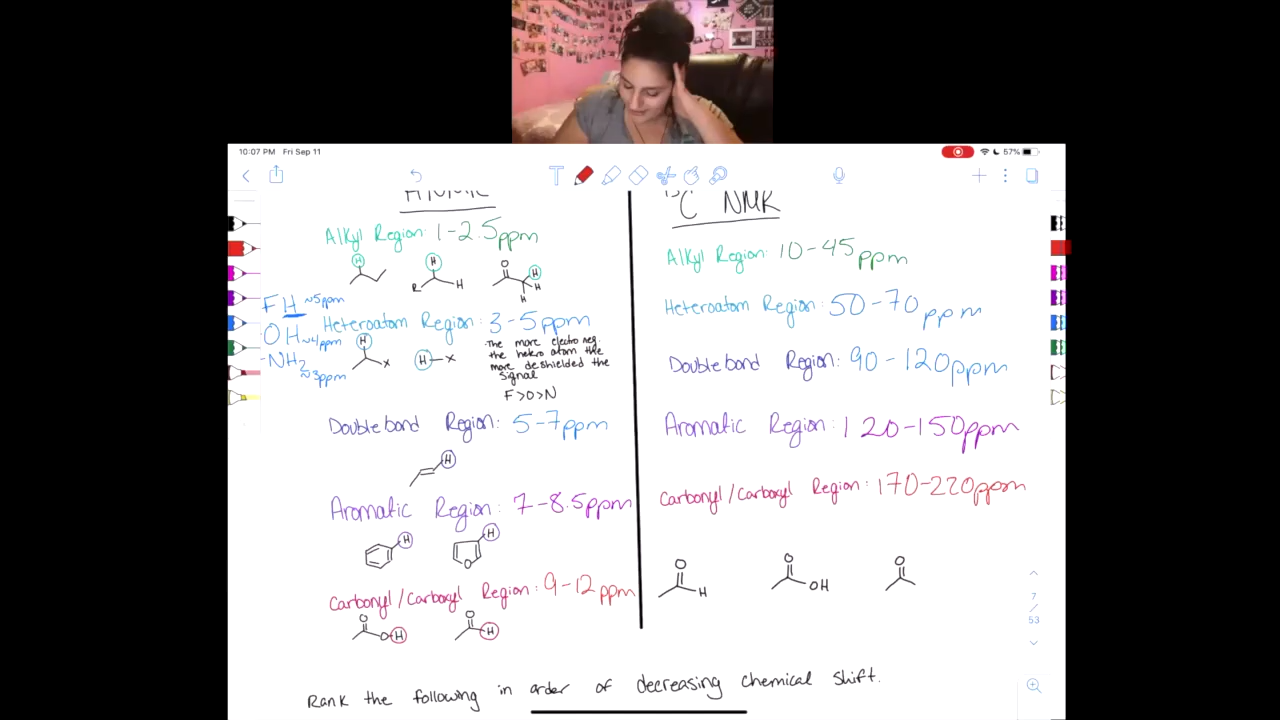 10:07 PM Fri Sep 11
57%
13C NMR
Alkyl Region: 1-2.5ppm
H
H
R
H
O
H
H
H
FH ~5ppm
OH ~4ppm
-NH2 ~3ppm
Heteroatom Region: 3-5ppm
H
X
H-X
-The more electro neg.
the hetero atom the
more deshielded the
signal
F>O>N
Double bond Region: 5-7ppm
H
Aromatic Region: 7-8.5ppm
H
H
O
Carbonyl/Carboxyl Region: 9-12ppm
O
OH
O
H
Alkyl Region: 10-45ppm
Heteroatom Region: 50-70ppm
Double bond Region: 90-120ppm
Aromatic Region: 120-150ppm
Carbonyl/Carboxyl Region: 170-220ppm
O
H
O
OH
O
7
/
53
Rank the following in order of decreasing chemical shift.